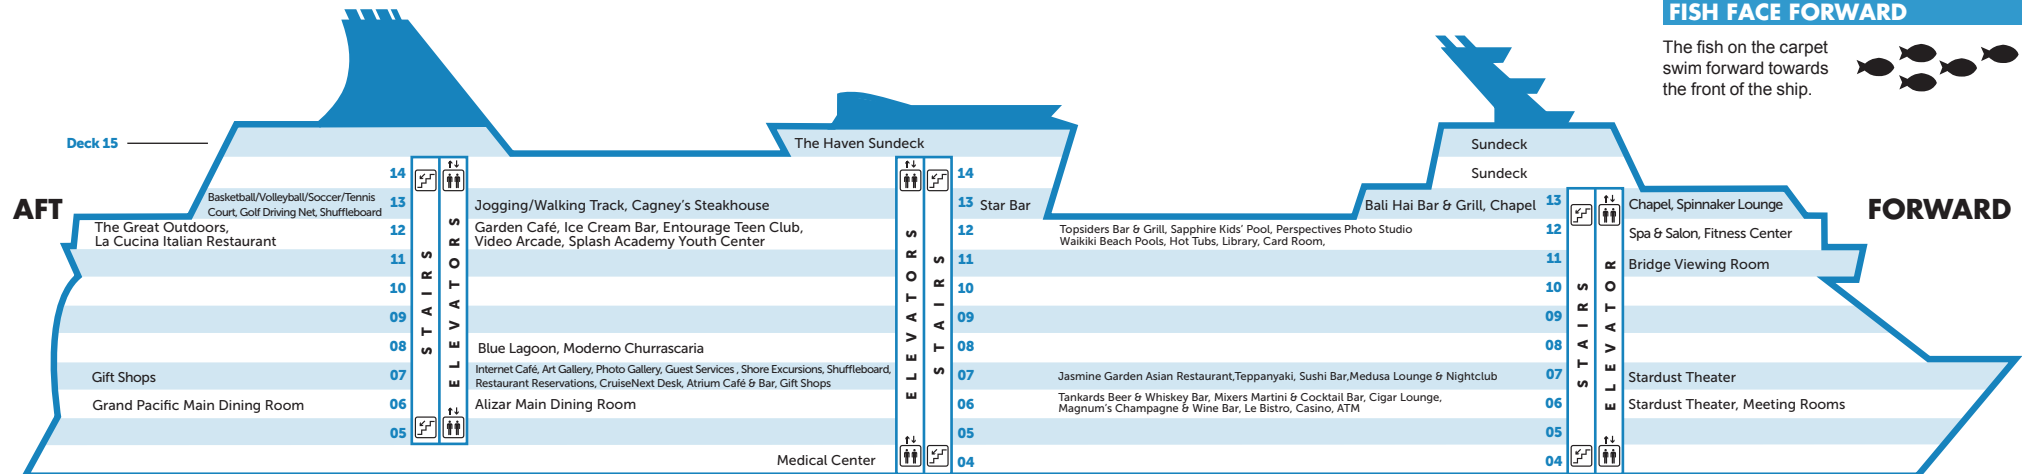 FISH FACE FORWARD
The fish on the carpet
swim forward towards
the front of the ship.
Deck 15
The Haven Sundeck
Sundeck
14
14
Sundeck
Basketball/Volleyball/Soccer/Tennis
Court, Golf Driving Net, Shuffleboard
13
Jogging/Walking Track, Cagney's Steakhouse
13
Star Bar
Bali Hai Bar & Grill, Chapel
13
Chapel, Spinnaker Lounge
AFT
FORWARD
The Great Outdoors,
La Cucina Italian Restaurant
12
Garden Café, Ice Cream Bar, Entourage Teen Club,
Video Arcade, Splash Academy Youth Center
12
Topsiders Bar & Grill, Sapphire Kids' Pool, Perspectives Photo Studio
Waikiki Beach Pools, Hot Tubs, Library, Card Room,
12
Spa & Salon, Fitness Center
11
11
11
Bridge Viewing Room
10
10
10
09
09
09
STAIRS
ELEVATORS
ELEVATORS
STAIRS
STAIRS
ELEVATOR
08
Blue Lagoon, Moderno Churrascaria
08
08
Gift Shops
07
Internet Café, Art Gallery, Photo Gallery, Guest Services , Shore Excursions, Shuffleboard,
Restaurant Reservations, CruiseNext Desk, Atrium Café & Bar, Gift Shops
07
Jasmine Garden Asian Restaurant,Teppanyaki, Sushi Bar,Medusa Lounge & Nightclub
07
Stardust Theater
Grand Pacific Main Dining Room
06
Alizar Main Dining Room
06
Tankards Beer & Whiskey Bar, Mixers Martini & Cocktail Bar, Cigar Lounge,
Magnum's Champagne & Wine Bar, Le Bistro, Casino, ATM
06
Stardust Theater, Meeting Rooms
05
05
05
Medical Center
04
04